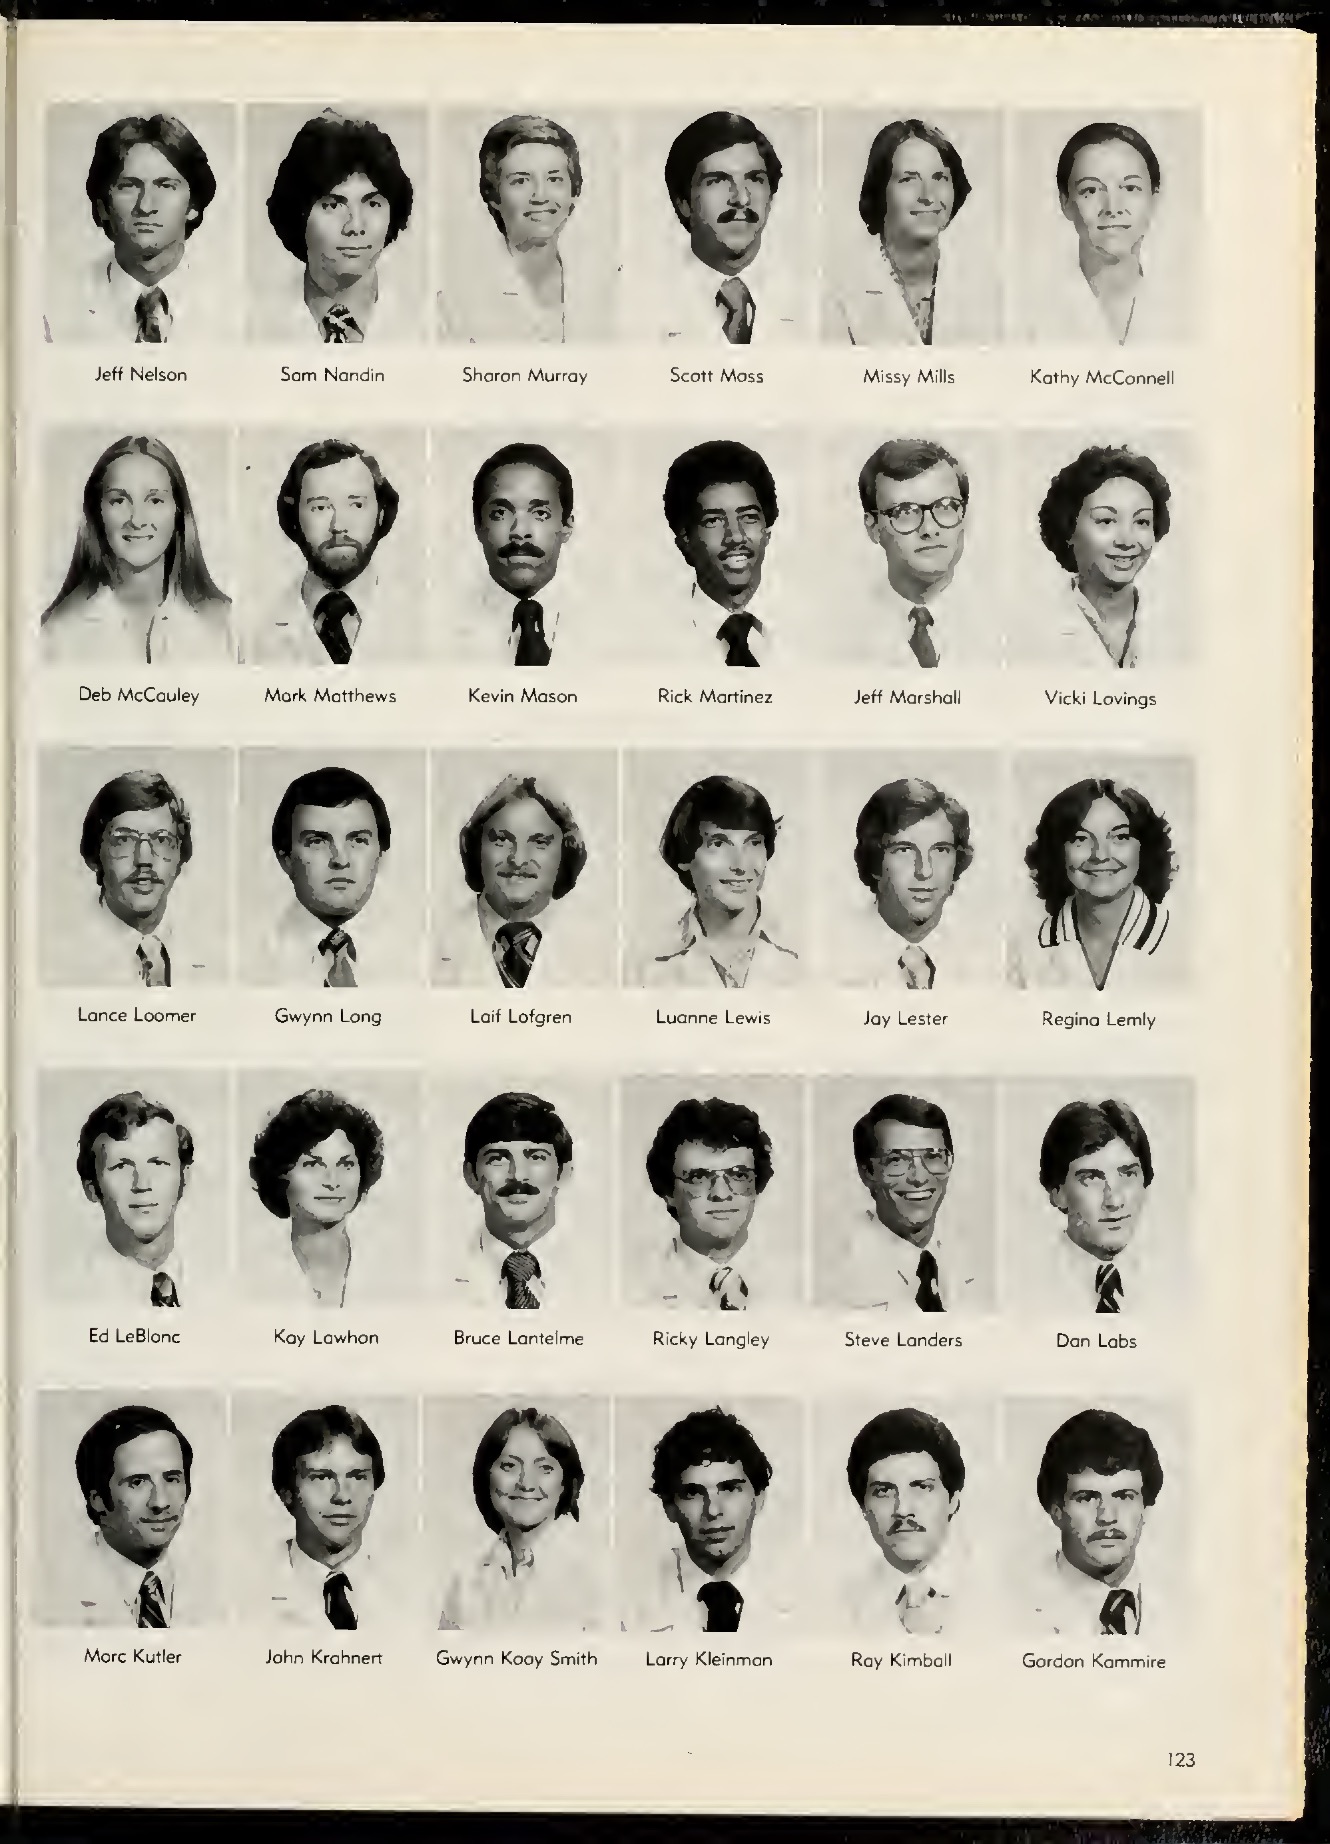 Jeff Nelson Sam Nandin Sharon Murray Scott Moss Missy Mills Kathy McConnell
Deb McCauley Mark Matthews Kevin Mason Rick Martinez Jeff Marshall Vicki Lovings
Lance Loomer Gwynn Long Laif Lofgren Luanne Lewis Jay Lester Regina Lemly
Ed LeBlanc Kay Lawhon Bruce Lantelme Ricky Langley Steve Landers Dan Labs
Marc Kutler John Krahnert Gwynn Kooy Smith Larry Kleinman Ray Kimball Gordon Kammire
123